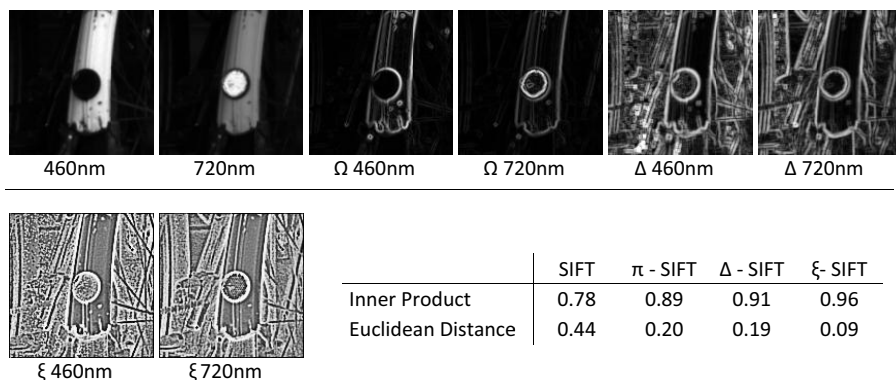 460nm 720nm Ω 460nm Ω 720nm Δ 460nm Δ 720nm
ξ 460nm ξ 720nm
SIFT π - SIFT Δ - SIFT ξ- SIFT
Inner Product 0.78 0.89 0.91 0.96
Euclidean Distance 0.44 0.20 0.19 0.09